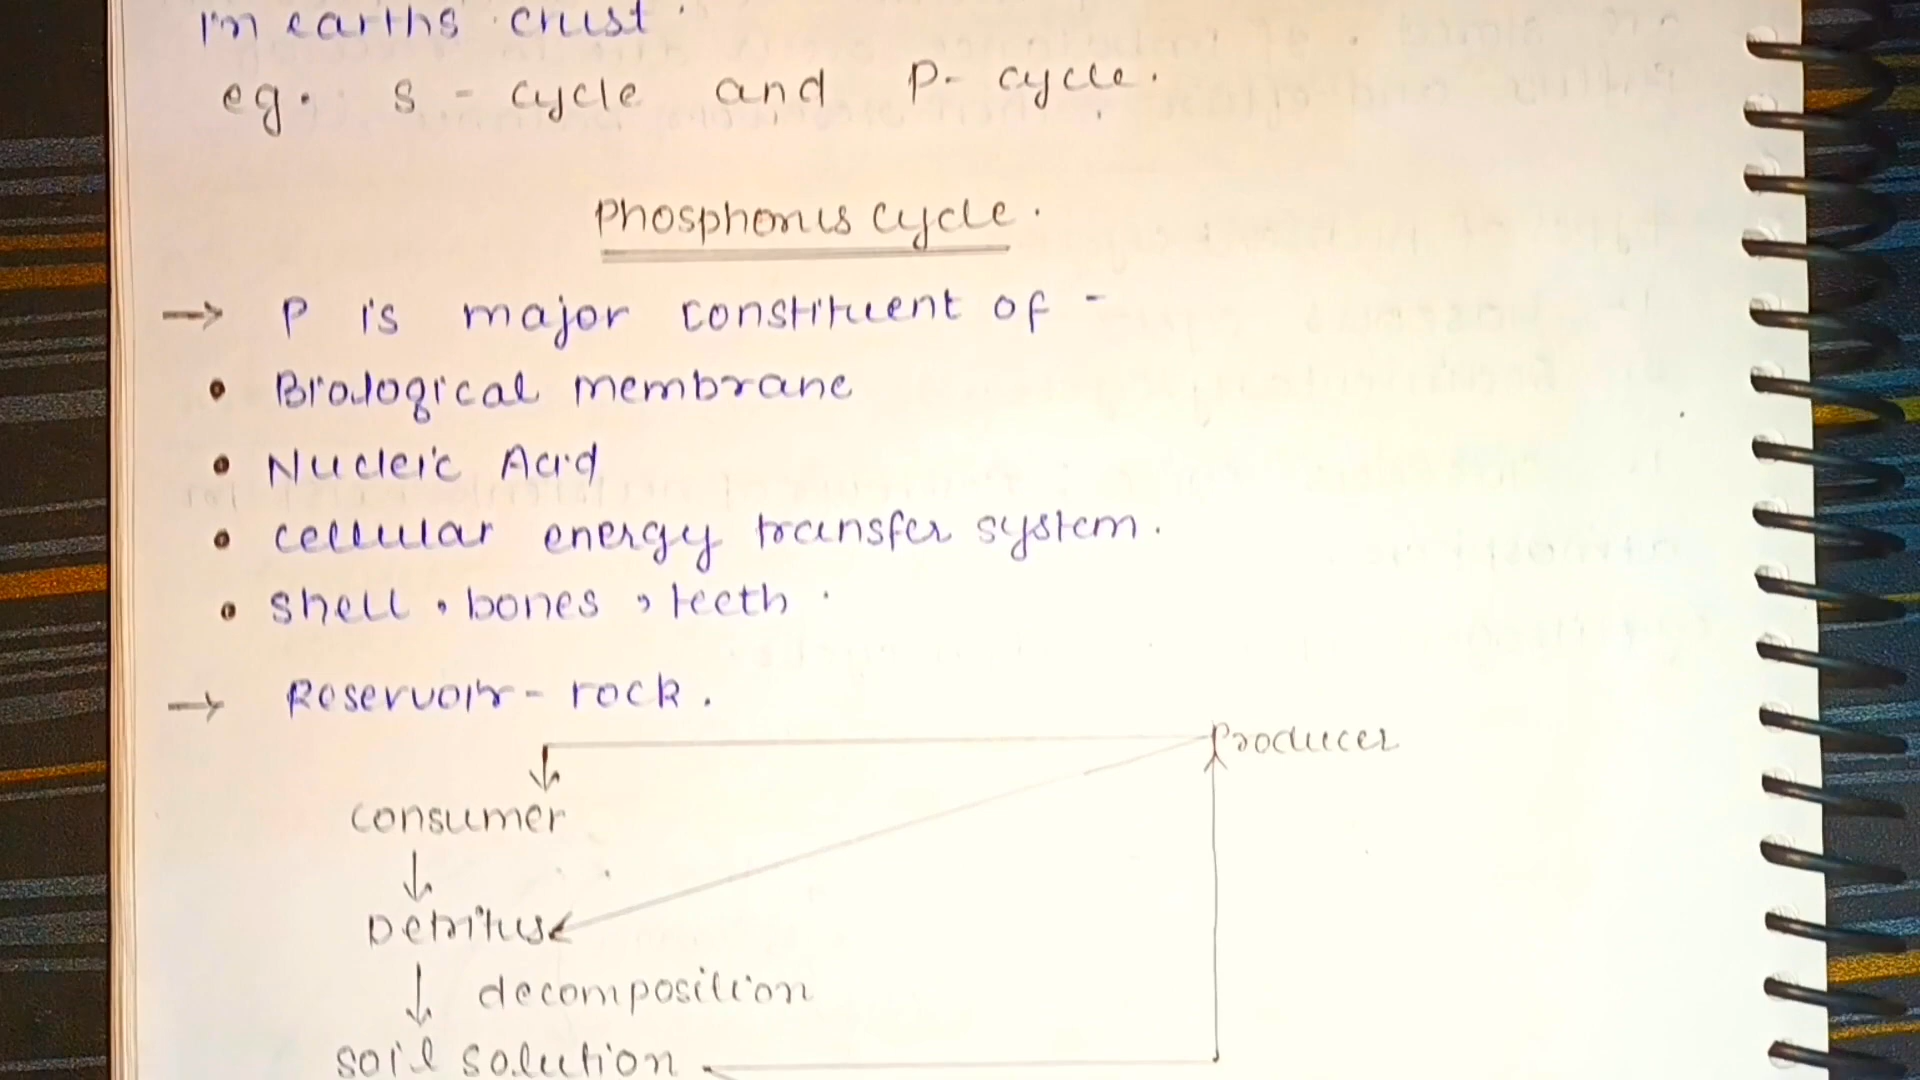 in earths crust.
eg. S - cycle and P- cycle.
Phosphorus cycle.
→ P is major constituent of -
• Biological membrane
• Nucleic Acid
• cellular energy transfer system.
• shell, bones, teeth.
→ Reservoir - rock.
Producer
consumer
Detritus
decomposition
soil solution